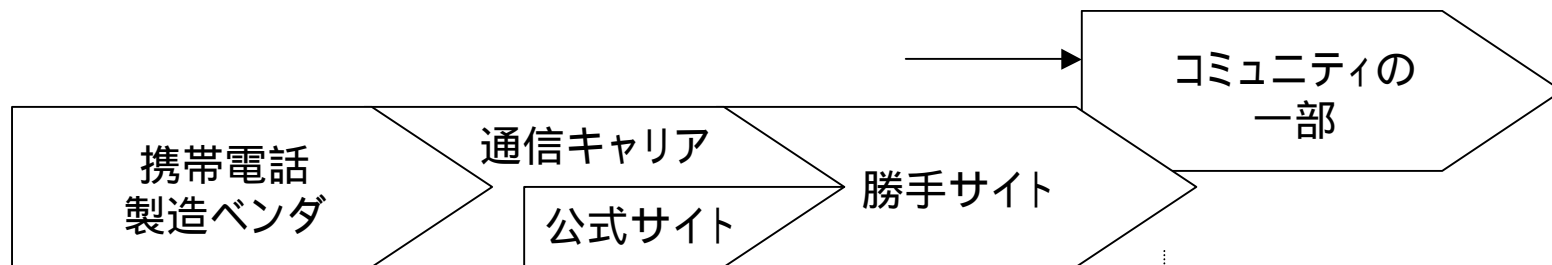 コミュニティの
一部
携帯電話
製造ベンダ
通信キャリア
公式サイト
勝手サイト